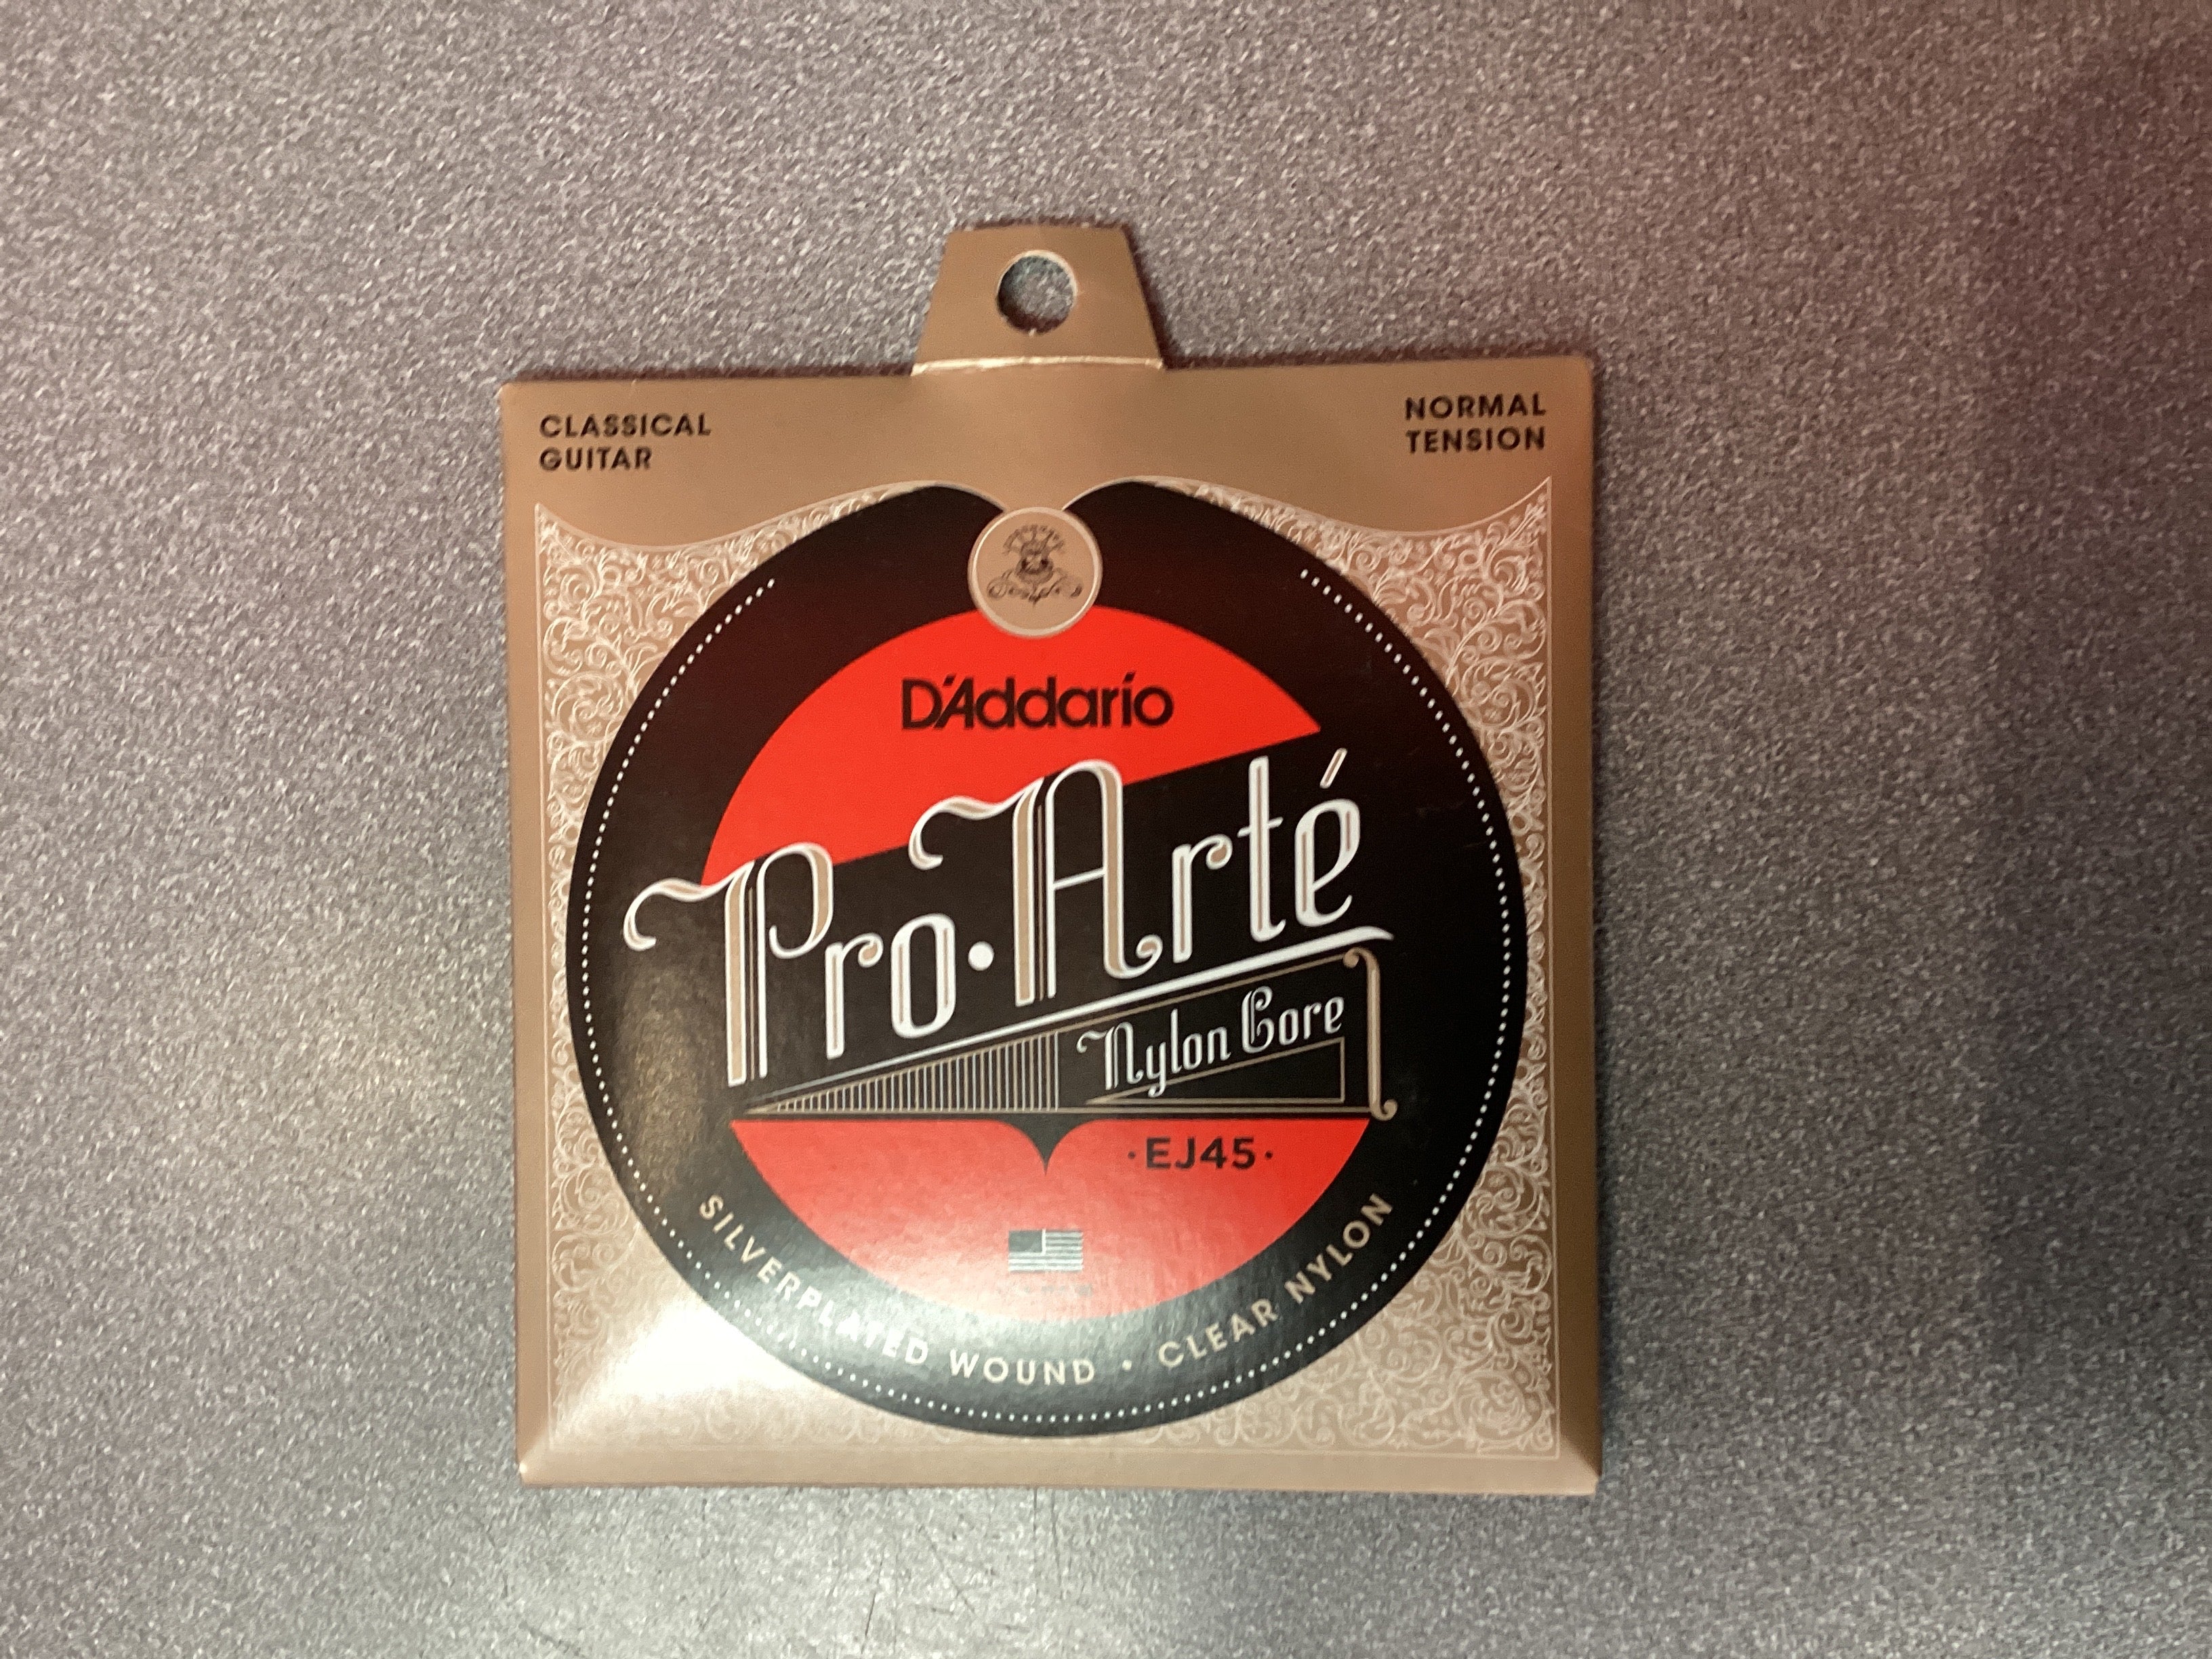 CLASSICAL
GUITAR
NORMAL
TENSION
D'Addario
Pro·Arté
Nylon Core
·EJ45·
SILVERPLATED WOUND · CLEAR NYLON